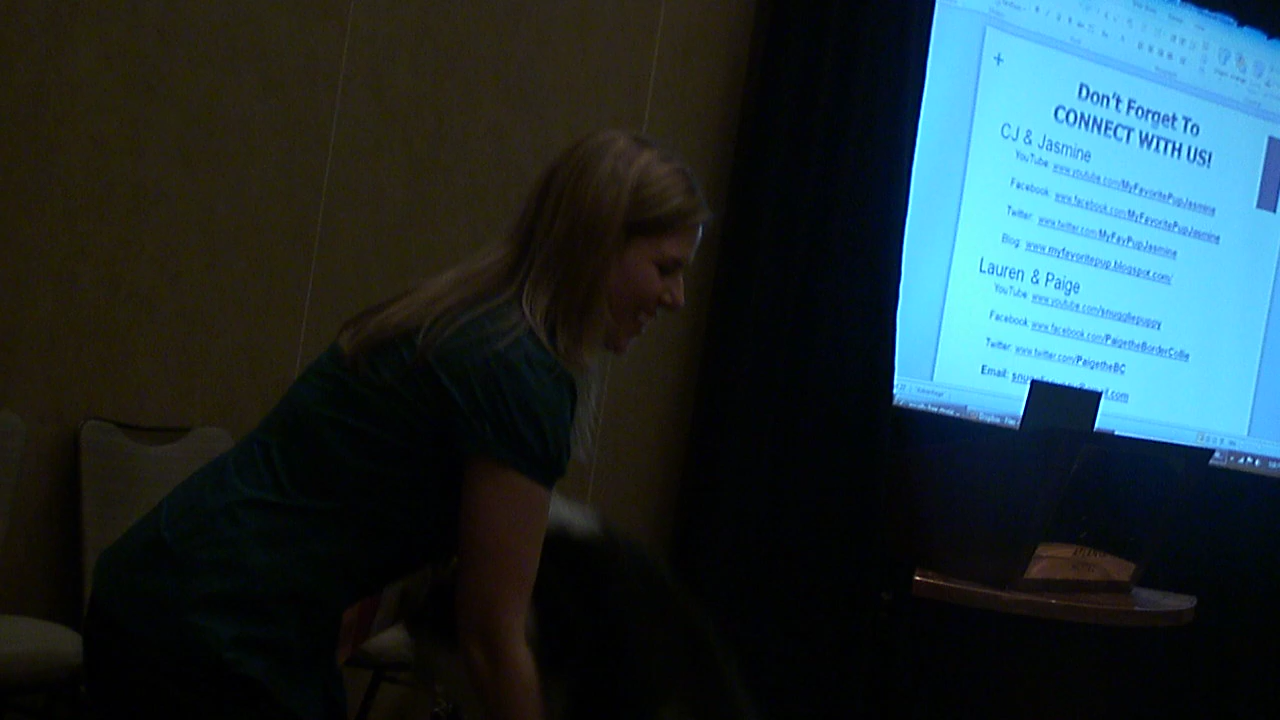 Don't Forget To
CONNECT WITH US!
CJ & Jasmine
YouTube: www.youtube.com/MyFavoritePupJasmine
Facebook: www.facebook.com/MyFavoritePupJasmine
Twitter: www.twitter.com/MyFavPupJasmine
Blog: www.myfavoritepup.blogspot.com/
Lauren & Paige
YouTube: www.youtube.com/snuggliepuppy
Facebook: www.facebook.com/PaigetheBorderCollie
Twitter: www.twitter.com/PaigetheBC
Email: